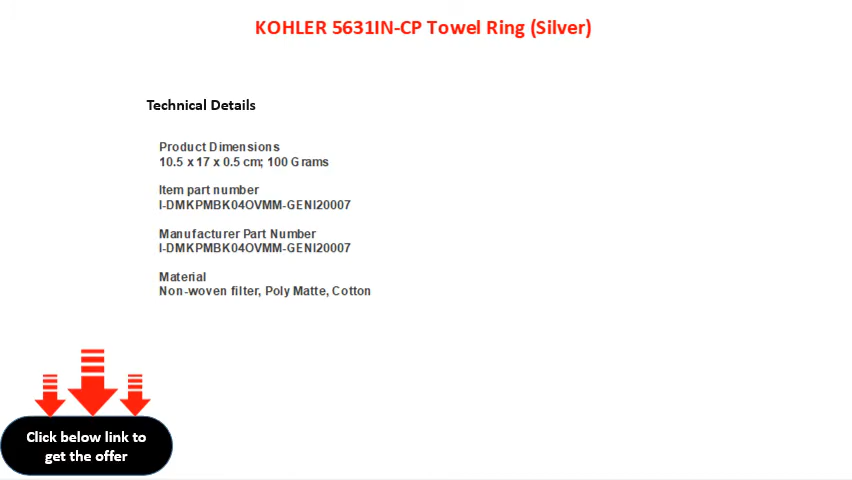 KOHLER 5631IN-CP Towel Ring (Silver)
Technical Details
Product Dimensions
10.5 x 17 x 0.5 cm; 100 Grams
Item part number
I-DMKPMBK04OVMM-GENI20007
Manufacturer Part Number
I-DMKPMBK04OVMM-GENI20007
Material
Non-woven filter, Poly Matte, Cotton
Click below link to
get the offer